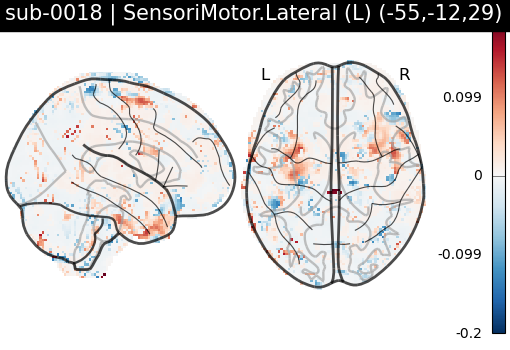 sub-0018 | SensoriMotor.Lateral (L) (-55,-12,29)
L
R
0.099
0
-0.099
-0.2